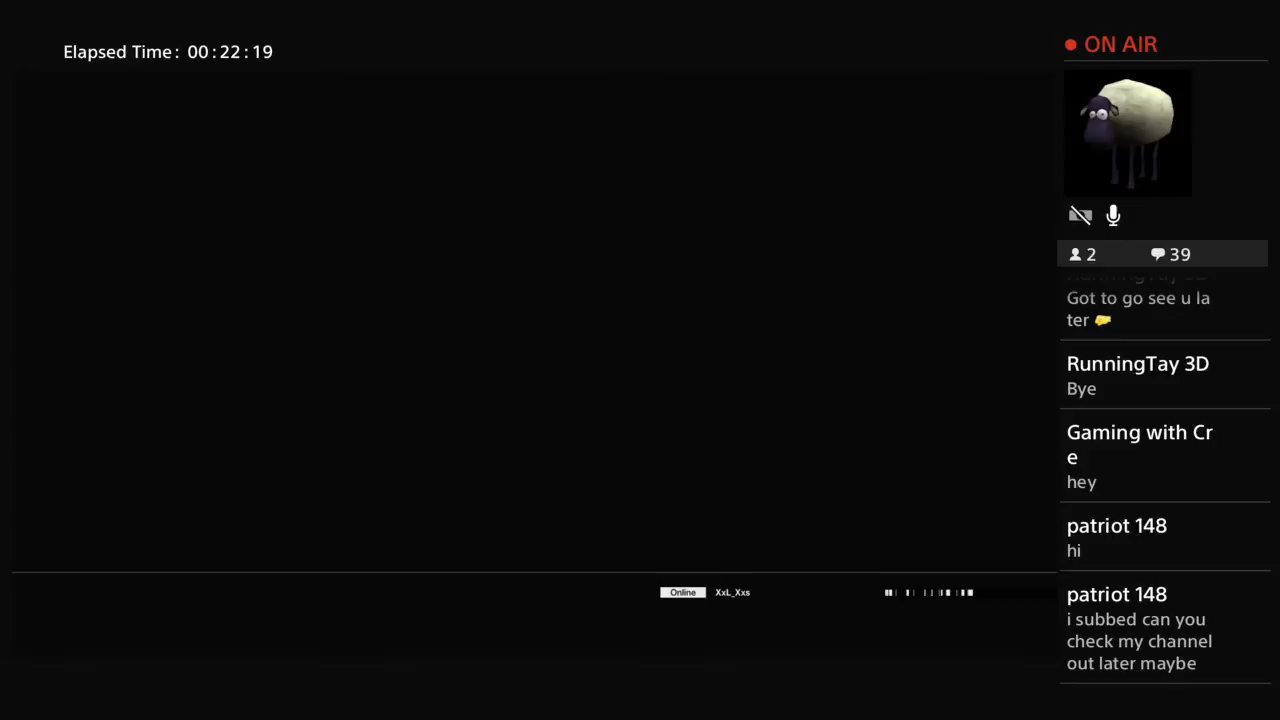 Elapsed Time: 00:22:19
ON AIR
2 39
Got to go see u la
ter
RunningTay 3D
Bye
Gaming with Cr
e
hey
patriot 148
hi
patriot 148
i subbed can you
check my channel
out later maybe
Online XxL_Xxs